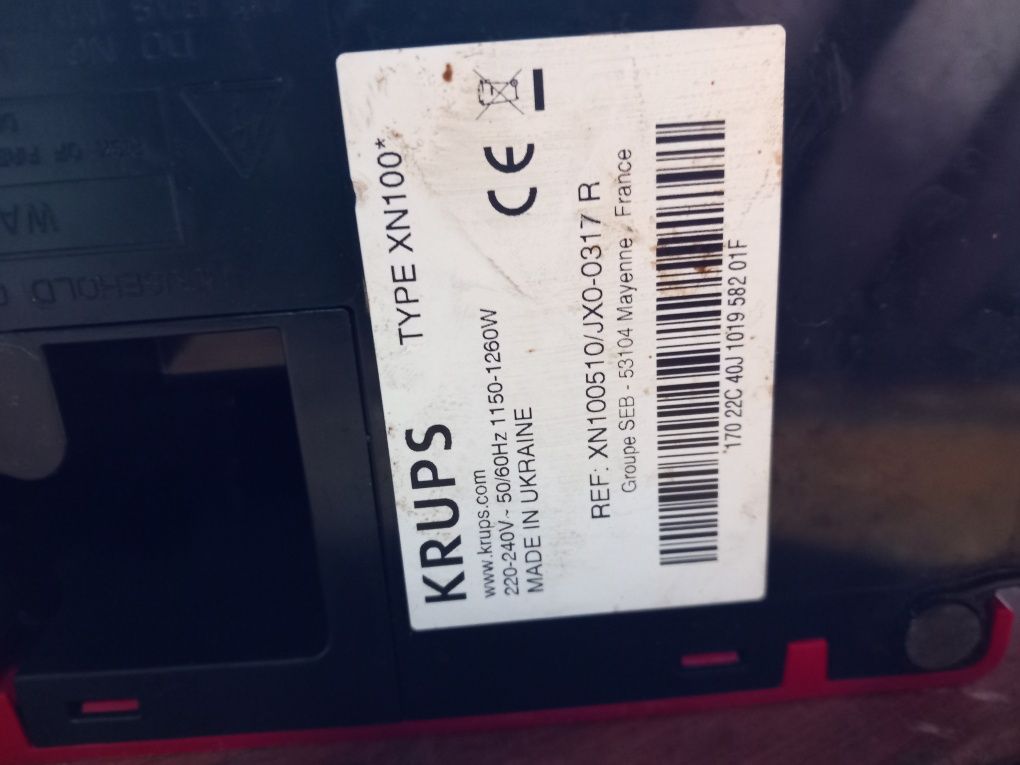 KRUPS TYPE XN100*
www.krups.com
220-240V ~ 50/60Hz 1150-1260W
MADE IN UKRAINE
CE
REF: XN100510/JX0-0317 R
Groupe SEB - 53104 Mayenne - France
170 22C 40J 1019 582 01F